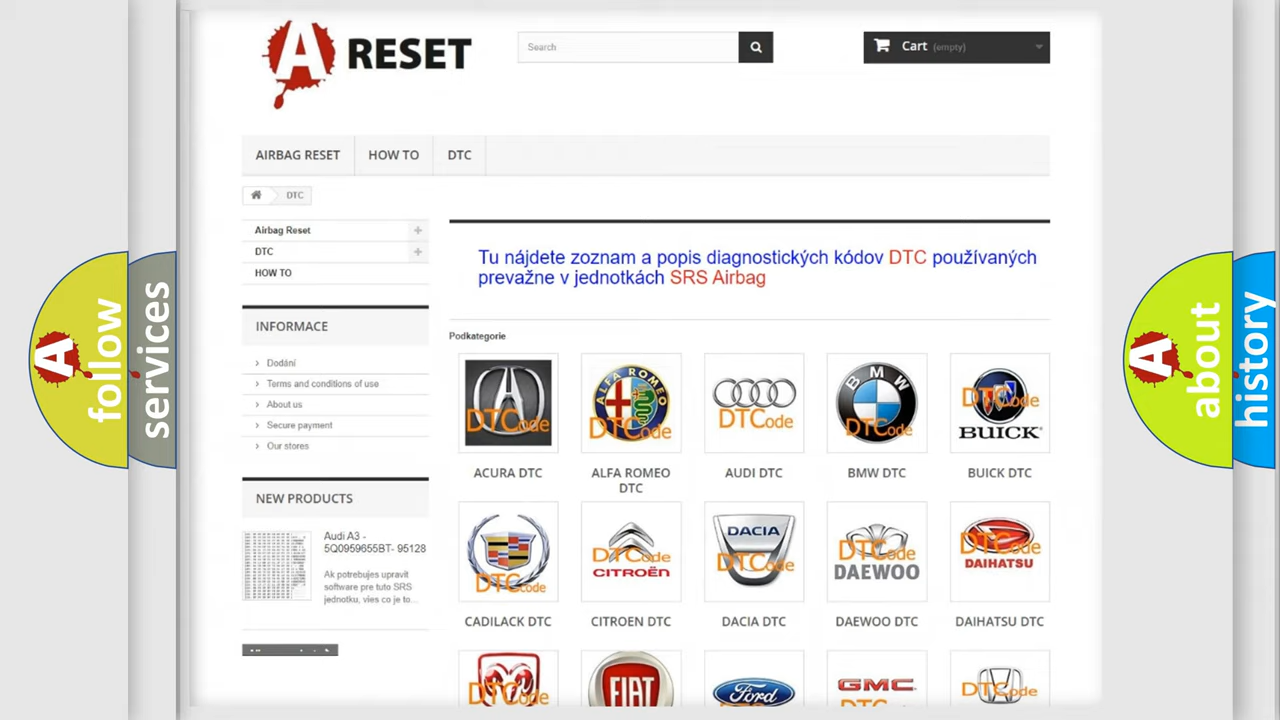 A RESET
Search
Cart (empty)
AIRBAG RESET
HOW TO
DTC
DTC
Airbag Reset
DTC
HOW TO
Tu nájdete zoznam a popis diagnostických kódov DTC používaných
prevažne v jednotkách SRS Airbag
INFORMACE
Dodání
Terms and conditions of use
About us
Secure payment
Our stores
Podkategorie
DTCode
ALFA ROMEO
DTCode
DTCode
BMW
DTCode
DTCode
BUICK
ACURA DTC
ALFA ROMEO
DTC
AUDI DTC
BMW DTC
BUICK DTC
NEW PRODUCTS
Audi A3 -
5Q0959655BT- 95128
Ak potrebujes upravit
software pre tuto SRS
jednotku, vies co je to...
DTCode
DTCode
CITROËN
DACIA
DTCode
DTCode
DAEWOO
DTCode
DAIHATSU
CADILACK DTC
CITROEN DTC
DACIA DTC
DAEWOO DTC
DAIHATSU DTC
DTCode
FIAT
Ford
GMC
DTCode
A follow
services
A about
history